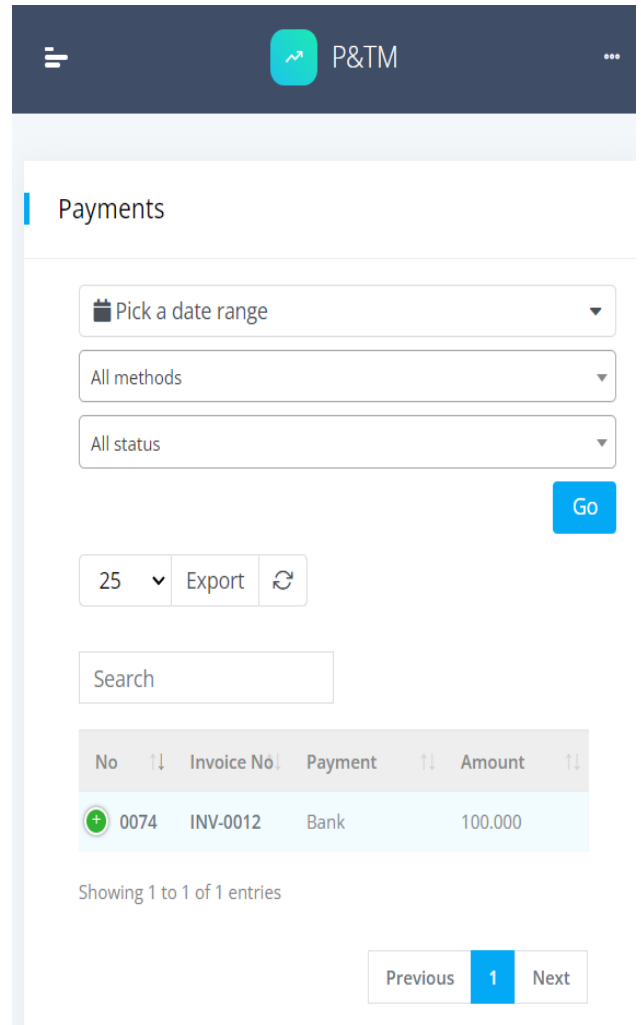 P&TM
Payments
Pick a date range
All methods
All status
Go
25 Export
Search
No Invoice No Payment Amount
0074 INV-0012 Bank 100.000
Showing 1 to 1 of 1 entries
Previous 1 Next